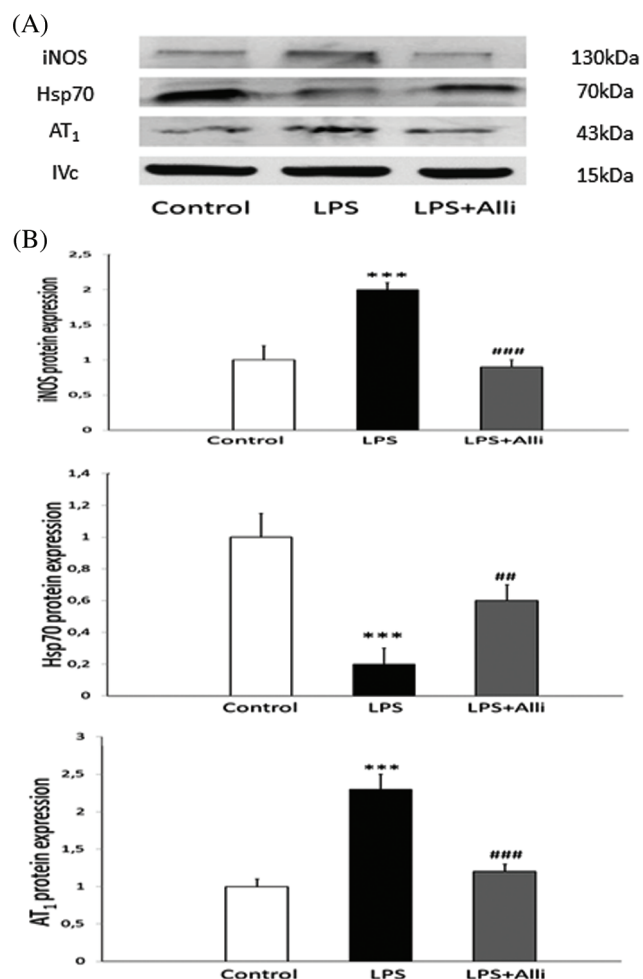 (A)
iNOS 130kDa
Hsp70 70kDa
AT₁ 43kDa
IVc 15kDa
Control LPS LPS+Alli
(B)
iNOS protein expression
2,5
2
1,5
1
0,5
0
***
###
Control LPS LPS+Alli
Hsp70 protein expression
1,4
1,2
1
0,8
0,6
0,4
0,2
0
***
##
Control LPS LPS+Alli
AT₁ protein expression
3
2,5
2
1,5
1
0,5
0
***
###
Control LPS LPS+Alli